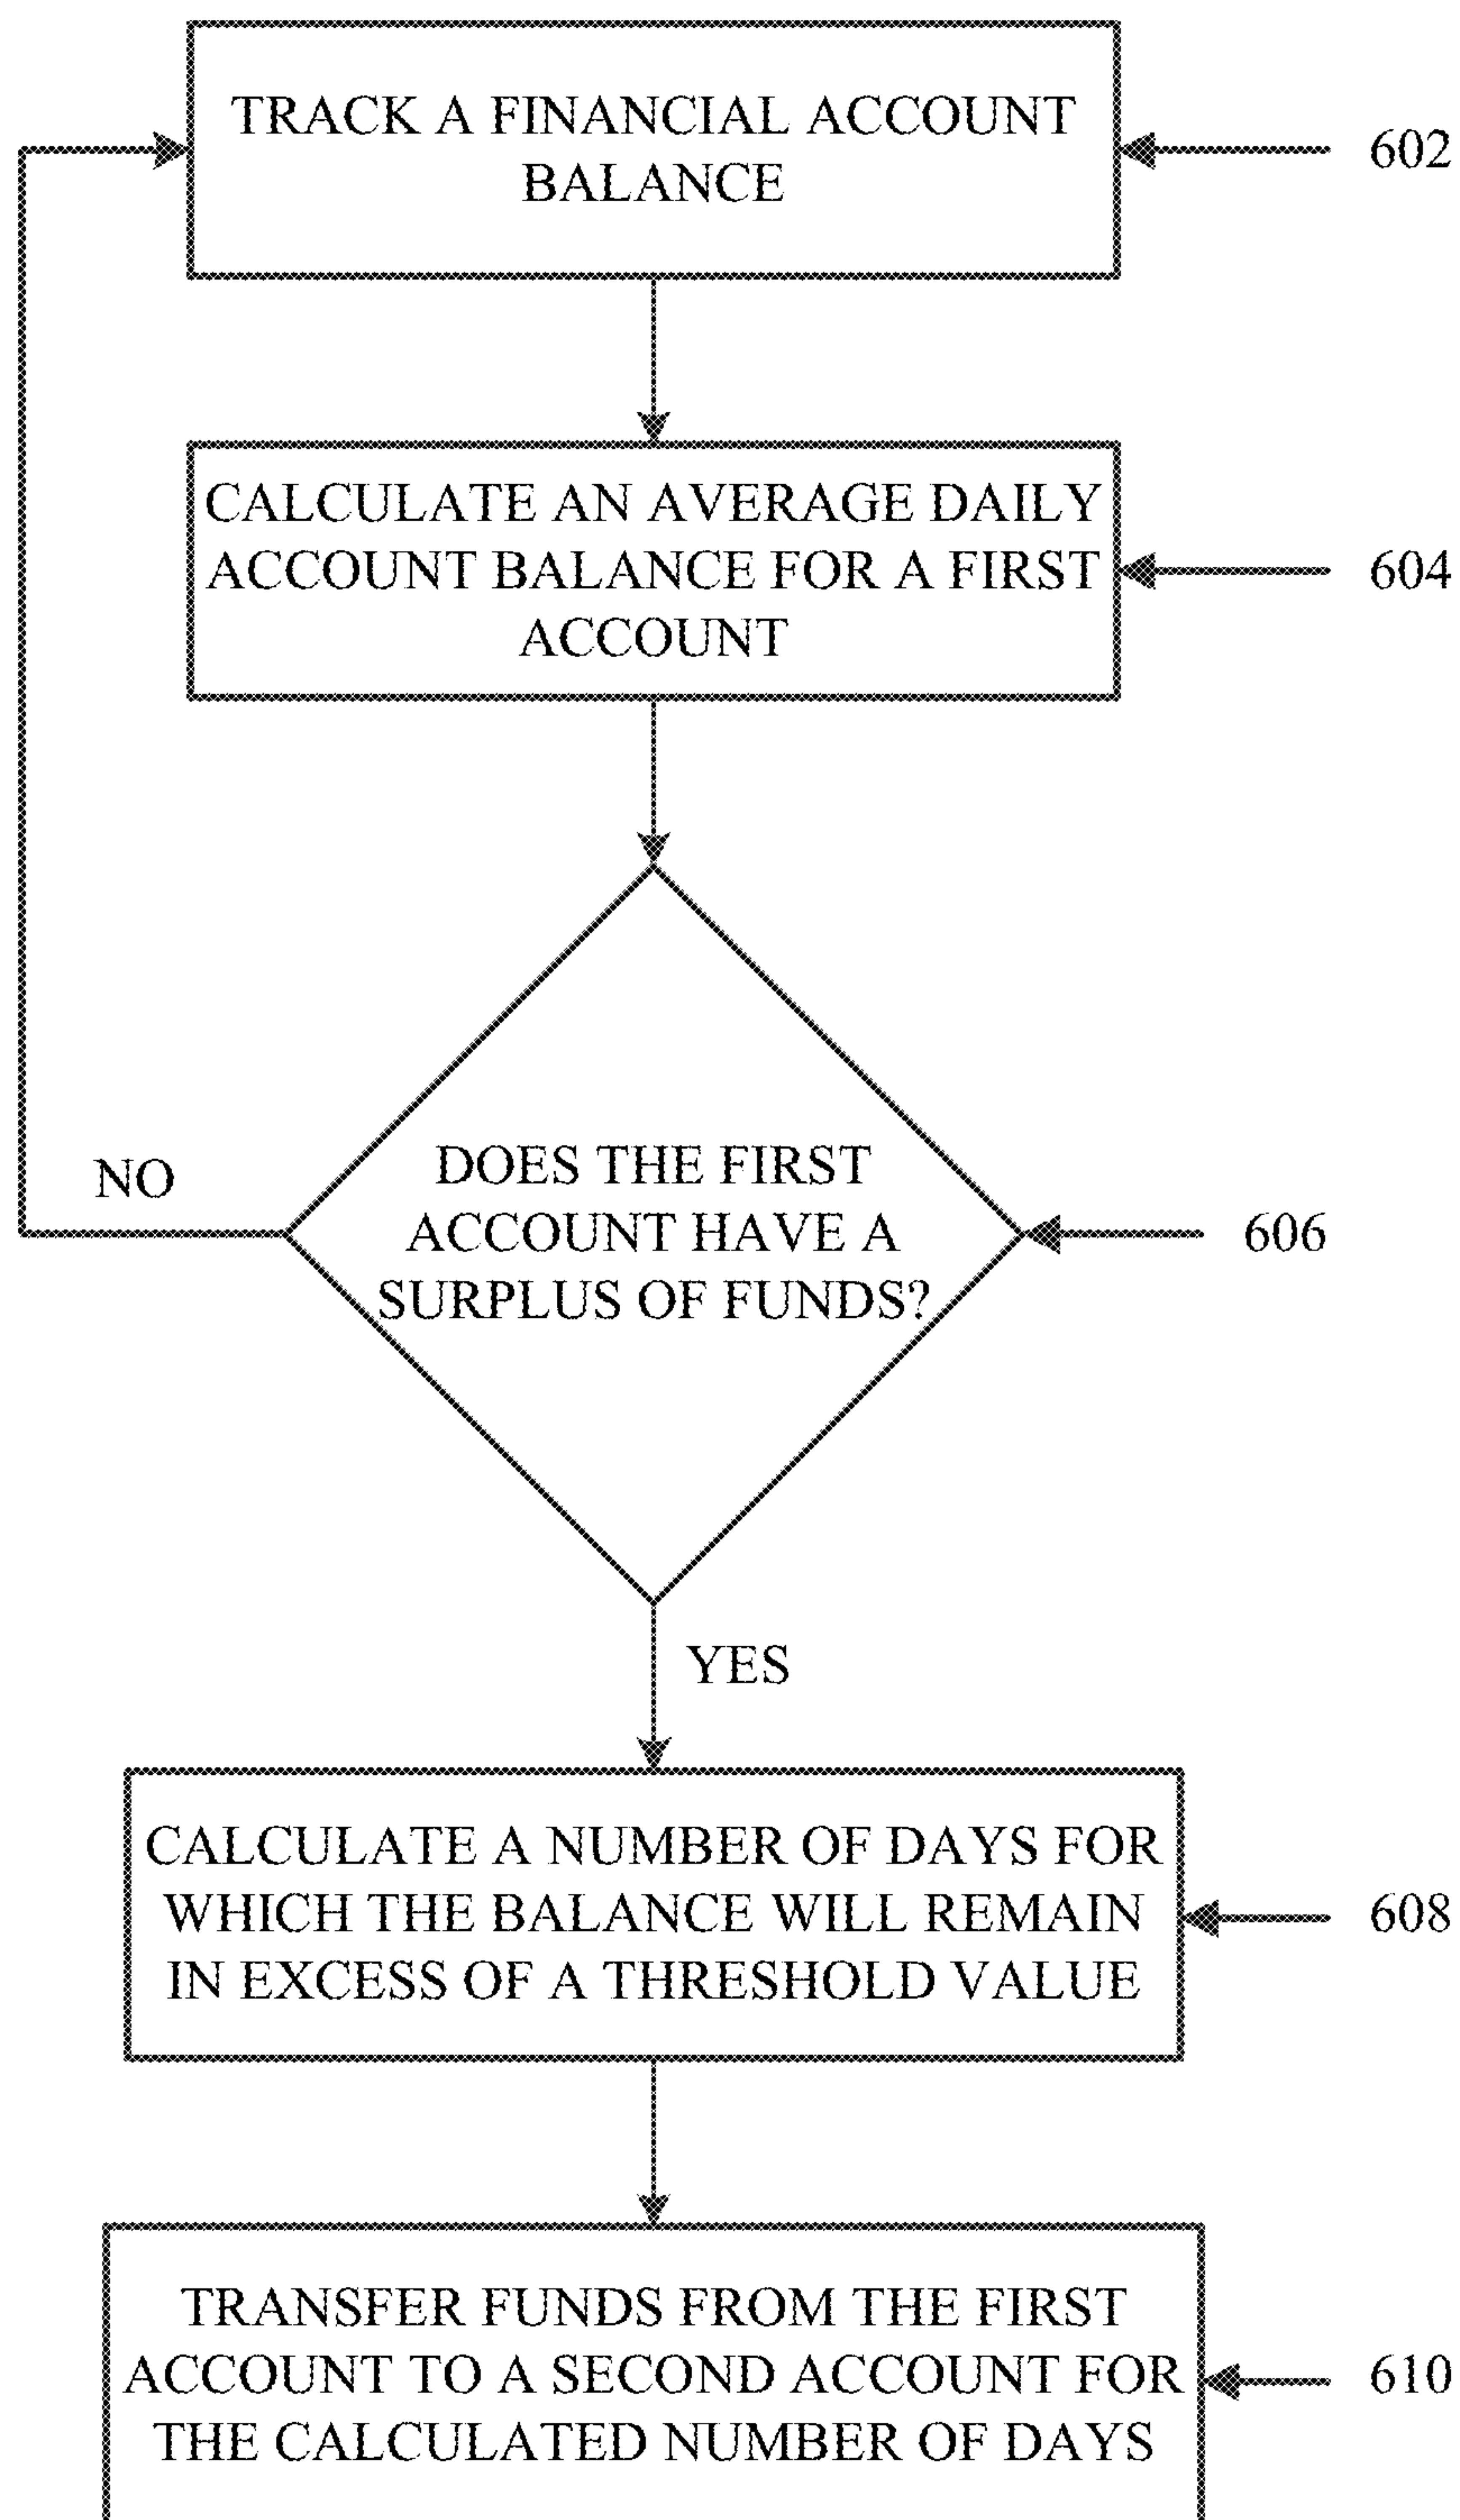 TRACK A FINANCIAL ACCOUNT
BALANCE
602
CALCULATE AN AVERAGE DAILY
ACCOUNT BALANCE FOR A FIRST
ACCOUNT
604
DOES THE FIRST
ACCOUNT HAVE A
SURPLUS OF FUNDS?
606
NO
YES
CALCULATE A NUMBER OF DAYS FOR
WHICH THE BALANCE WILL REMAIN
IN EXCESS OF A THRESHOLD VALUE
608
TRANSFER FUNDS FROM THE FIRST
ACCOUNT TO A SECOND ACCOUNT FOR
THE CALCULATED NUMBER OF DAYS
610